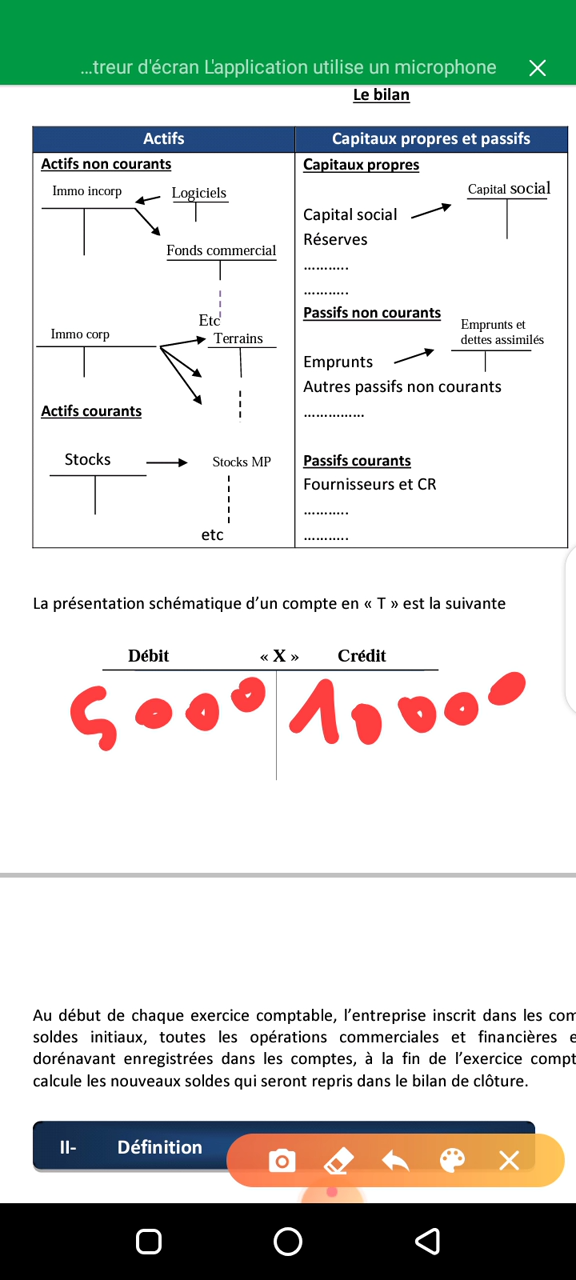 ...treur d'écran L'application utilise un microphone
Le bilan
Actifs
Capitaux propres et passifs
Actifs non courants
Immo incorp
Logiciels
Fonds commercial
Etc
Immo corp
Terrains
Actifs courants
Stocks
Stocks MP
etc
Capitaux propres
Capital social
Capital social
Réserves
...........
...........
Passifs non courants
Emprunts et
dettes assimilés
Emprunts
Autres passifs non courants
...............
Passifs courants
Fournisseurs et CR
...........
...........
La présentation schématique d'un compte en « T » est la suivante
Débit « X » Crédit
5000 10000
Au début de chaque exercice comptable, l'entreprise inscrit dans les com
soldes initiaux, toutes les opérations commerciales et financières e
dorénavant enregistrées dans les comptes, à la fin de l'exercice compt
calcule les nouveaux soldes qui seront repris dans le bilan de clôture.
II- Définition